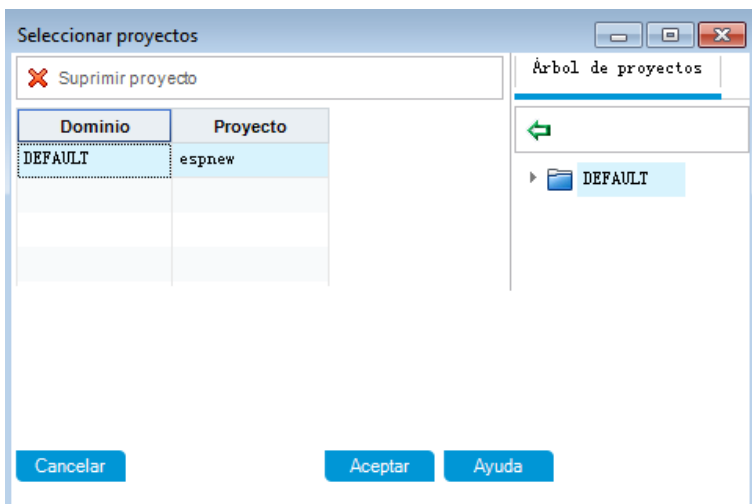 Seleccionar proyectos
Suprimir proyecto
Árbol de proyectos
Dominio Proyecto
DEFAULT espnew
DEFAULT
Cancelar Aceptar Ayuda